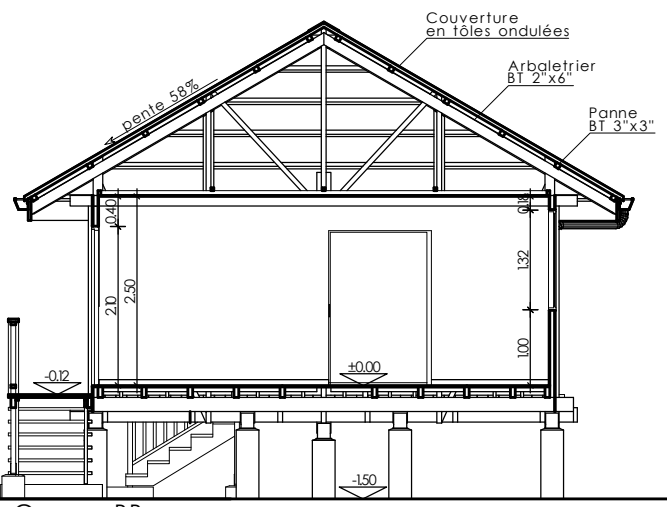 Couverture
en tôles ondulées
Arbaletrier
BT 2"x6"
pente 58%
Panne
BT 3"x3"
0.40
0.18
2.10
2.50
1.32
1.00
-0.12
±0.00
-1.50